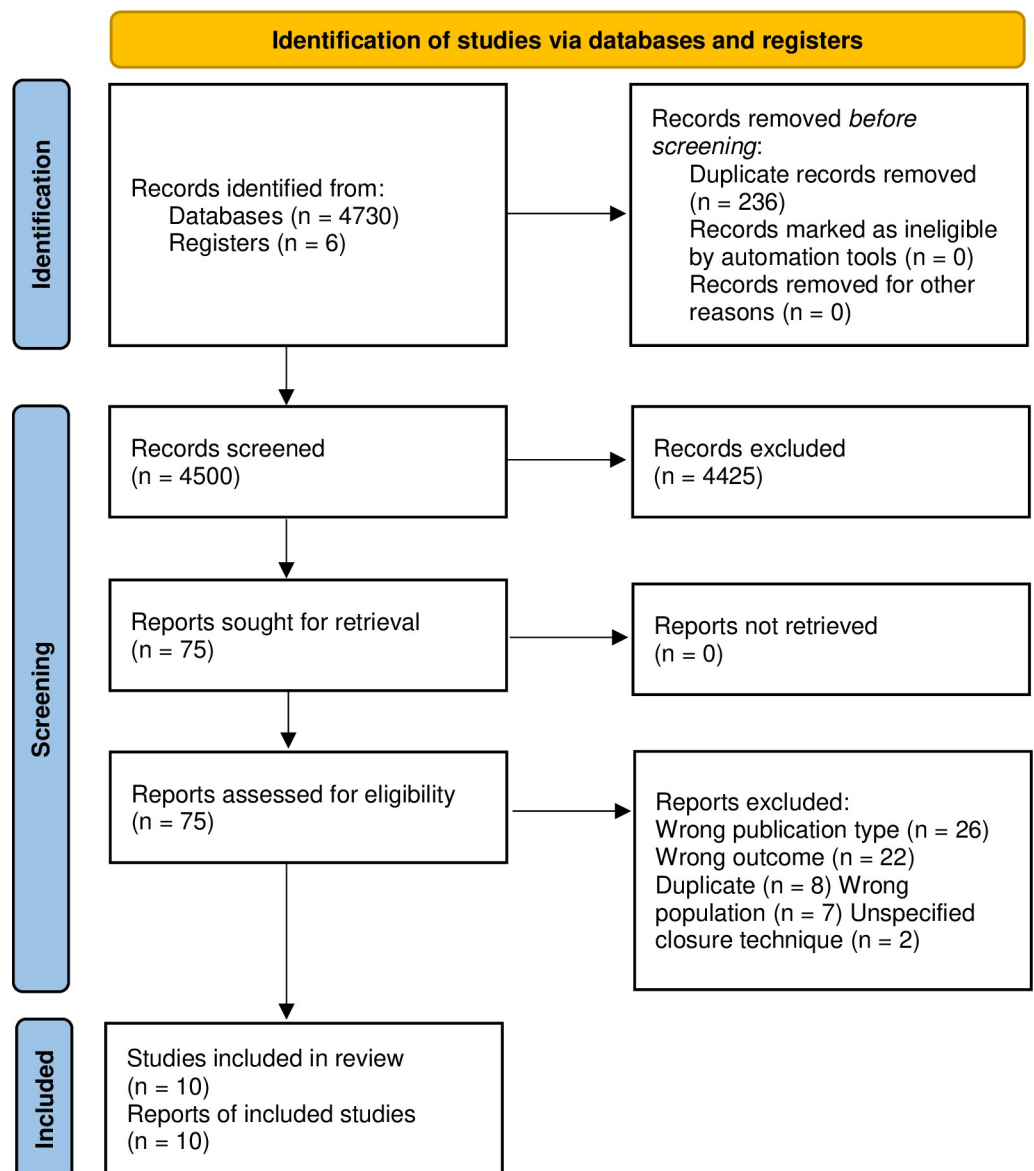 Identification of studies via databases and registers
Identification
Records identified from:
Databases (n = 4730)
Registers (n = 6)
Records removed before
screening:
Duplicate records removed
(n = 236)
Records marked as ineligible
by automation tools (n = 0)
Records removed for other
reasons (n = 0)
Screening
Records screened
(n = 4500)
Records excluded
(n = 4425)
Reports sought for retrieval
(n = 75)
Reports not retrieved
(n = 0)
Reports assessed for eligibility
(n = 75)
Reports excluded:
Wrong publication type (n = 26)
Wrong outcome (n = 22)
Duplicate (n = 8) Wrong
population (n = 7) Unspecified
closure technique (n = 2)
Included
Studies included in review
(n = 10)
Reports of included studies
(n = 10)